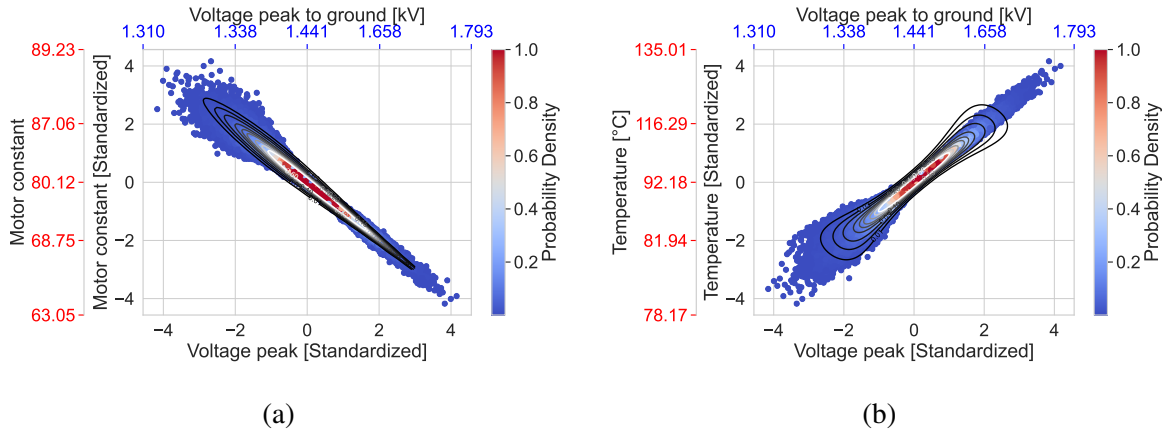 Voltage peak to ground [kV]
1.310 1.338 1.441 1.658 1.793
89.23
87.06
80.12
68.75
63.05
Motor constant
Motor constant [Standardized]
4
2
0
−2
−4
−4 −2 0 2 4
Voltage peak [Standardized]
1.0
0.8
0.6
0.4
0.2
Probability Density
(a)
Voltage peak to ground [kV]
1.310 1.338 1.441 1.658 1.793
135.01
116.29
92.18
81.94
78.17
Temperature [°C]
Temperature [Standardized]
4
2
0
−2
−4
−4 −2 0 2 4
Voltage peak [Standardized]
1.0
0.8
0.6
0.4
0.2
Probability Density
(b)